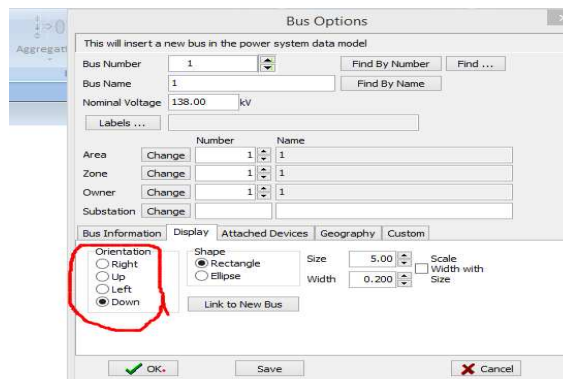 Bus Options
Aggregati
This will insert a new bus in the power system data model
Bus Number 1 Find By Number Find ...
Bus Name 1 Find By Name
Nominal Voltage 138.00 kV
Labels ...
Number Name
Area Change 1 1
Zone Change 1 1
Owner Change 1 1
Substation Change
Bus Information Display Attached Devices Geography Custom
Orientation Shape
Right Rectangle Size 5.00 Scale
Up Ellipse Width with
Left Width 0.200 Size
Down Link to New Bus
OK Save Cancel